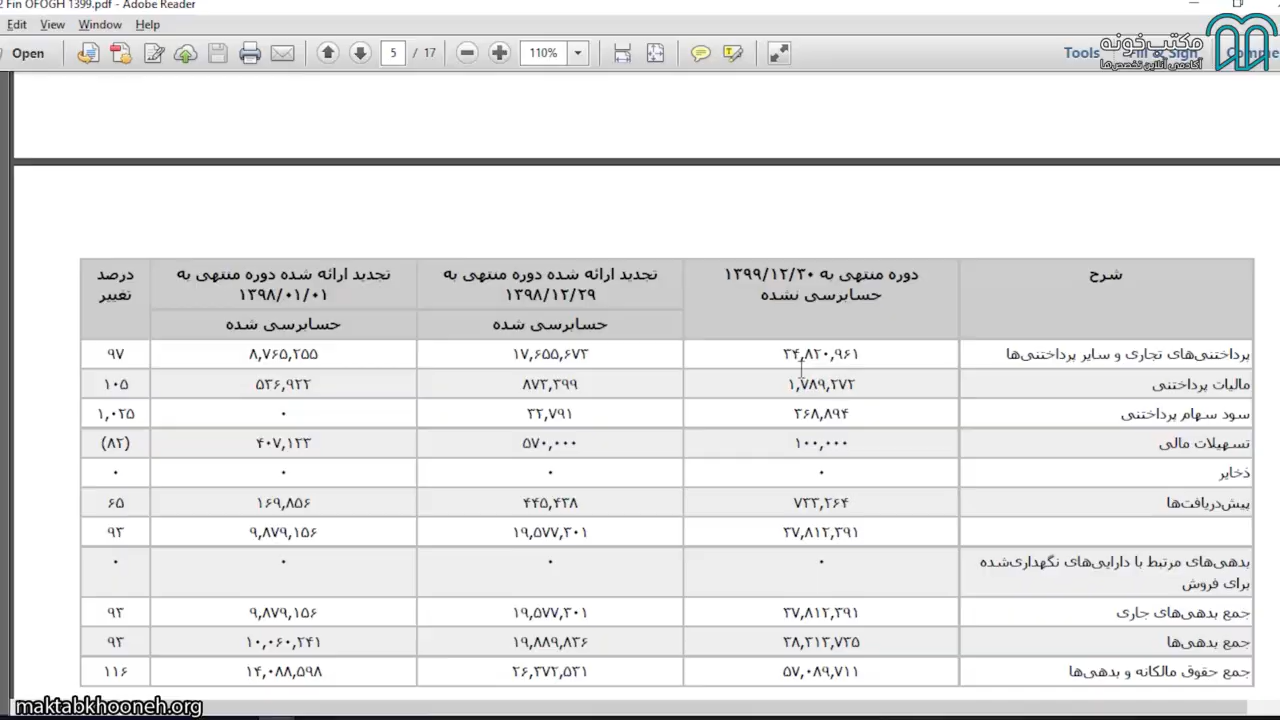 2 Fin OFOGH 1399.pdf - Adobe Reader
Edit View Window Help
Open 5 / 17 110% Tools Fill & Sign Comme
مکتب‌خونه
آکادمی آنلاین تخصص‌ها
شرح دوره منتهی به ۱۳۹۹/۱۲/۳۰ تجدید ارائه شده دوره منتهی به ۱۳۹۸/۱۲/۲۹ تجدید ارائه شده دوره منتهی به ۱۳۹۸/۰۱/۰۱ درصد تغییر
حسابرسی نشده حسابرسی شده حسابرسی شده
پرداختنی‌های تجاری و سایر پرداختنی‌ها ۳۴,۸۲۰,۹۶۱ ۱۷,۶۵۵,۶۷۳ ۸,۷۶۵,۲۵۵ ۹۷
مالیات پرداختنی ۱,۷۸۹,۲۷۲ ۸۷۳,۳۹۹ ۵۳۶,۹۲۲ ۱۰۵
سود سهام پرداختنی ۳۶۸,۸۹۴ ۳۲,۷۹۱ ۰ ۱,۰۲۵
تسهیلات مالی ۱۰۰,۰۰۰ ۵۷۰,۰۰۰ ۴۰۷,۱۲۳ (۸۲)
ذخایر ۰ ۰ ۰ ۰
پیش‌دریافت‌ها ۷۳۳,۲۶۴ ۴۴۵,۴۳۸ ۱۶۹,۸۵۶ ۶۵
۳۷,۸۱۲,۳۹۱ ۱۹,۵۷۷,۳۰۱ ۹,۸۷۹,۱۵۶ ۹۳
بدهی‌های مرتبط با دارایی‌های نگهداری‌شده ۰ ۰ ۰ ۰
برای فروش
جمع بدهی‌های جاری ۳۷,۸۱۲,۳۹۱ ۱۹,۵۷۷,۳۰۱ ۹,۸۷۹,۱۵۶ ۹۳
جمع بدهی‌ها ۳۸,۳۱۳,۷۳۵ ۱۹,۸۸۹,۸۳۶ ۱۰,۰۶۰,۲۴۱ ۹۳
جمع حقوق مالکانه و بدهی‌ها ۵۷,۰۸۹,۷۱۱ ۲۶,۳۷۲,۵۳۱ ۱۴,۰۸۸,۵۹۸ ۱۱۶
maktabkhooneh.org